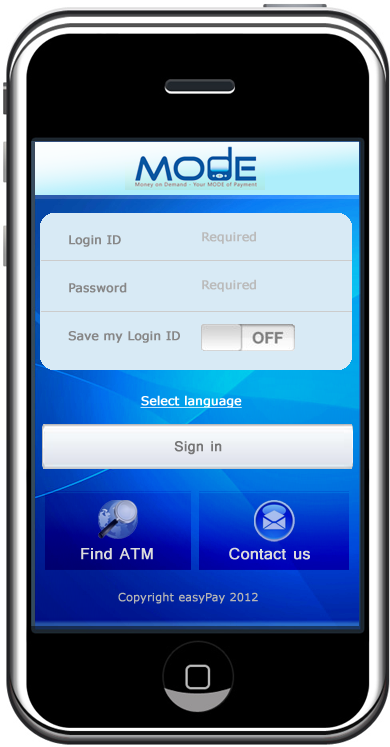 MODE
Money on Demand - Your MODE of Payment
Login ID Required
Password Required
Save my Login ID OFF
Select language
Sign in
Find ATM Contact us
Copyright easyPay 2012